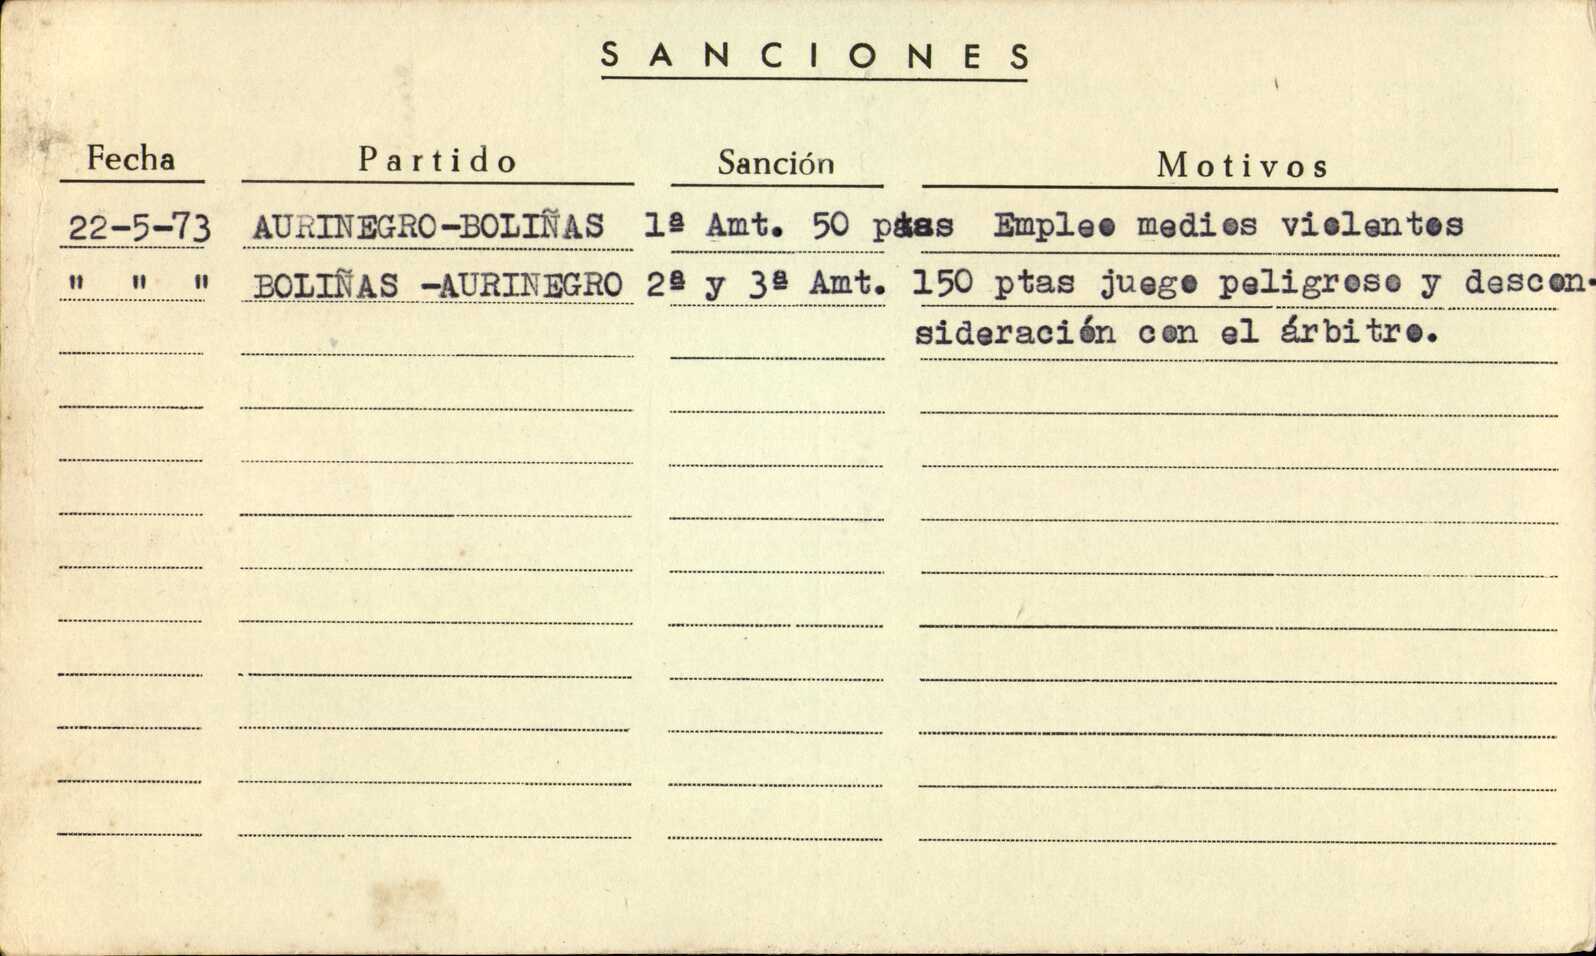 SANCIONES
Fecha Partido Sanción Motivos
22-5-73 AURINEGRO-BOLIÑAS 1ª Amt. 50 ptas Empleo medios violentos
" " " BOLIÑAS -AURINEGRO 2ª y 3ª Amt. 150 ptas juego peligroso y descon-
sideración con el árbitro.